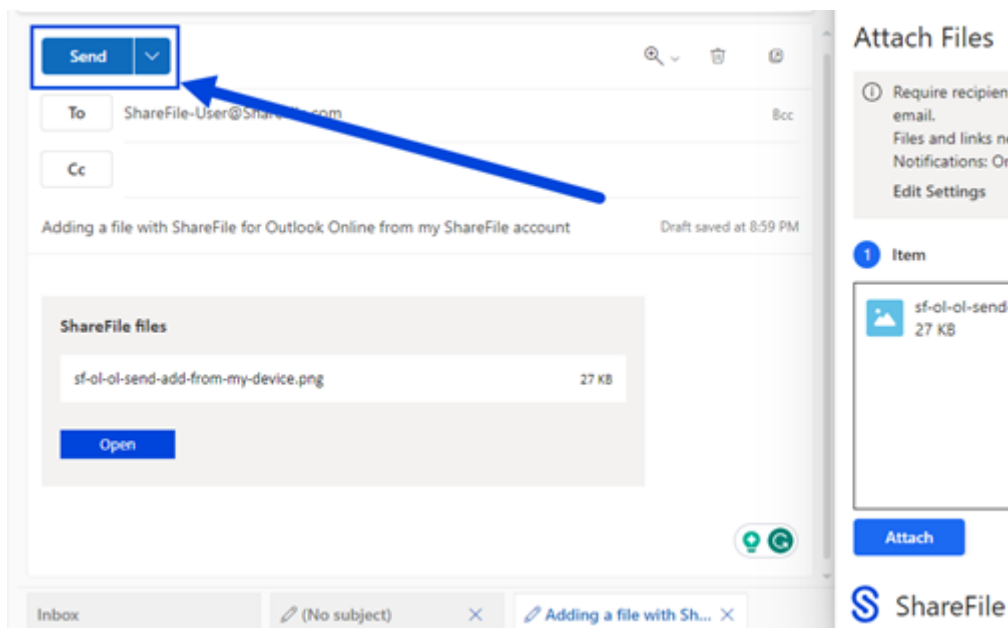 Send
To ShareFile-User@Sha com
Bcc
Cc
Adding a file with ShareFile for Outlook Online from my ShareFile account
Draft saved at 8:59 PM
ShareFile files
sf-ol-ol-send-add-from-my-device.png 27 KB
Open
Inbox
(No subject)
Adding a file with Sh...
Attach Files
Require recipien
email.
Files and links n
Notifications: O
Edit Settings
1 Item
sf-ol-ol-send-
27 KB
Attach
ShareFile